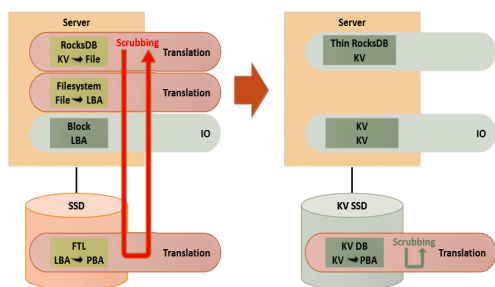 Server
RocksDB
KV → File
Scrubbing
Translation
Filesystem
File → LBA
Translation
Block
LBA
IO
SSD
FTL
LBA → PBA
Translation
Server
Thin RocksDB
KV
KV
KV
IO
KV SSD
KV DB
KV → PBA
Scrubbing
Translation